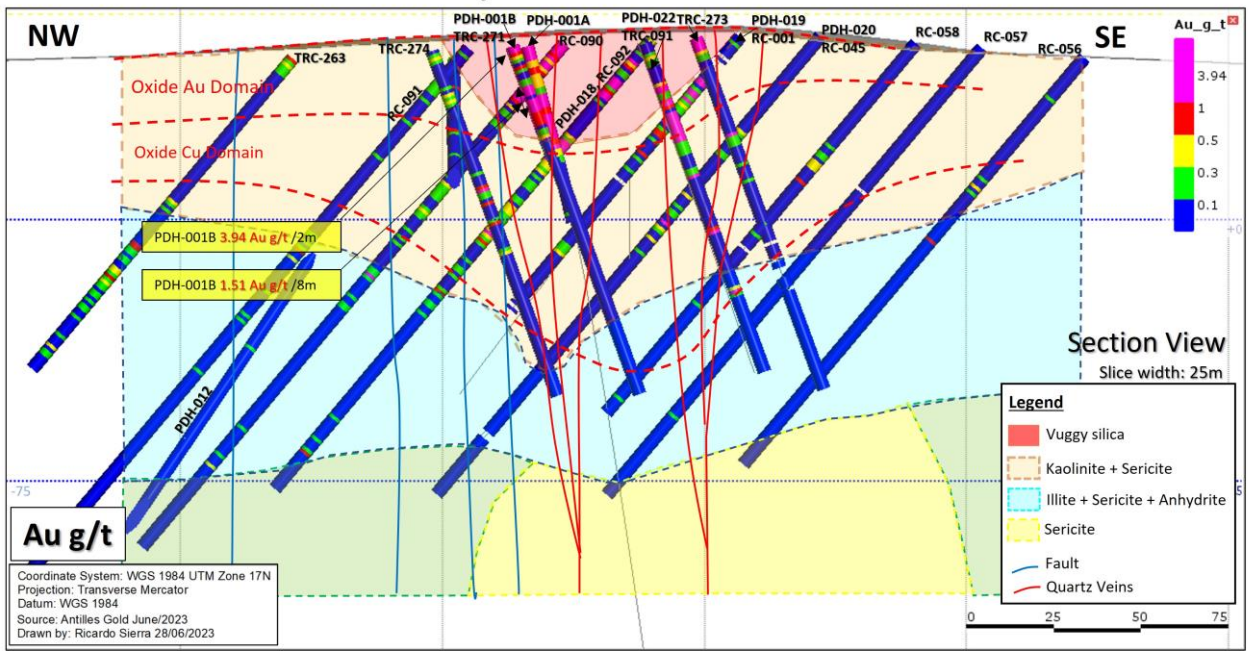 NW
SE
PDH-001B
PDH-001A
PDH-022
TRC-273
PDH-019
TRC-274
TRC-271
RC-090
TRC-091
RC-001
PDH-020
RC-045
RC-058
RC-057
RC-056
TRC-263
RC-091
PDH-018, RC-092
Au_g_t
3.94
1
0.5
0.3
0.1
Oxide Au Domain
Oxide Cu Domain
+0
PDH-001B 3.94 Au g/t /2m
PDH-001B 1.51 Au g/t /8m
PDH-012
Section View
Slice width: 25m
Legend
Vuggy silica
Kaolinite + Sericite
Illite + Sericite + Anhydrite
Sericite
Fault
Quartz Veins
-75
5
Au g/t
Coordinate System: WGS 1984 UTM Zone 17N
Projection: Transverse Mercator
Datum: WGS 1984
Source: Antilles Gold June/2023
Drawn by: Ricardo Sierra 28/06/2023
0 25 50 75